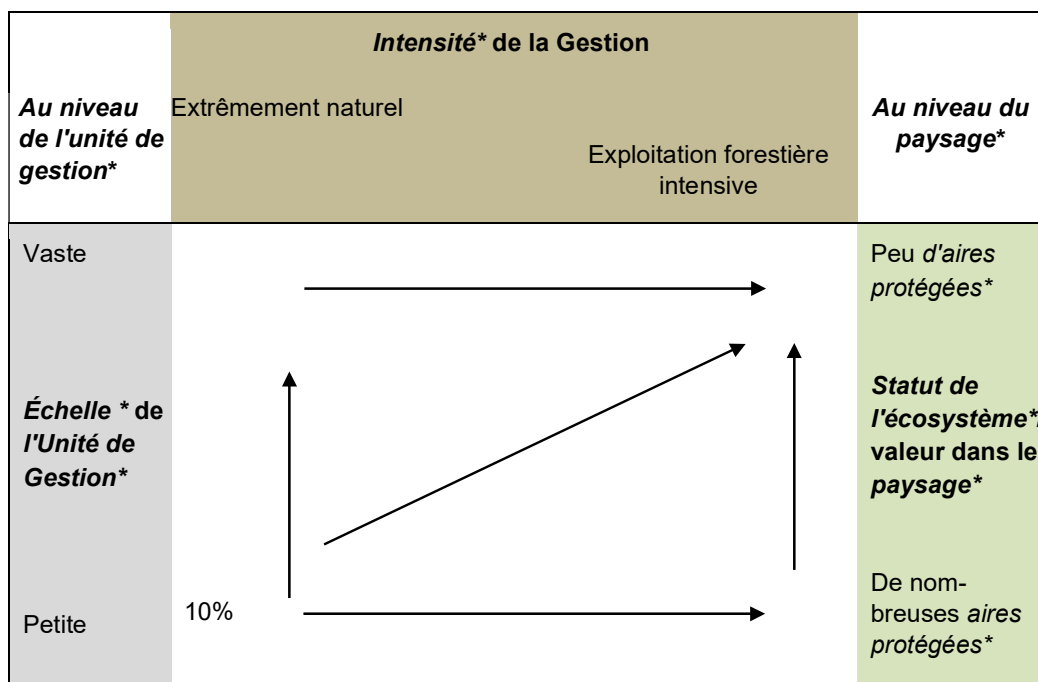 Intensité* de la Gestion
Au niveau
de l'unité de
gestion*
Extrêmement naturel
Exploitation forestière
intensive
Au niveau du
paysage*
Vaste
Peu d'aires
protégées*
Échelle * de
l'Unité de
Gestion*
Statut de
l'écosystème*
valeur dans le
paysage*
Petite
10%
De nom-
breuses aires
protégées*